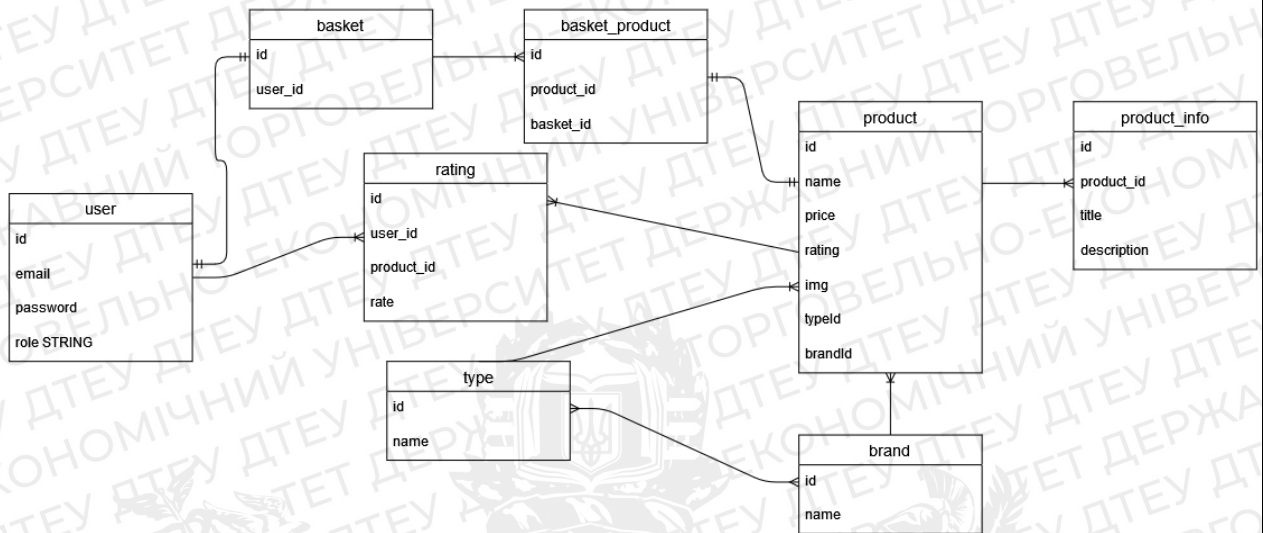 basket
id
user_id
basket_product
id
product_id
basket_id
product
id
name
price
rating
img
typeId
brandId
product_info
id
product_id
title
description
rating
id
user_id
product_id
rate
user
id
email
password
role STRING
type
id
name
brand
id
name